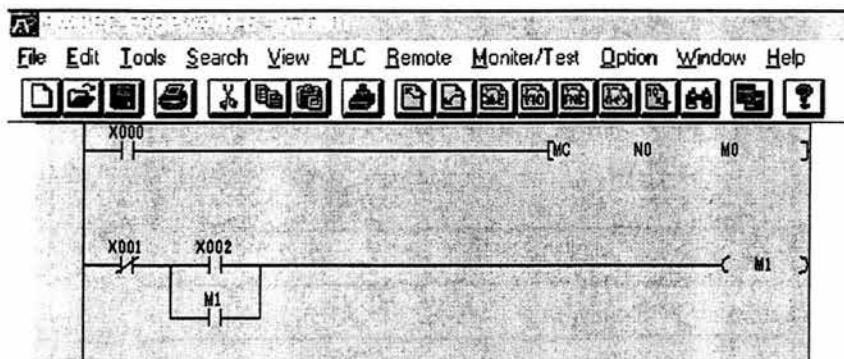 File Edit Tools Search View PLC Remote Moniter/Test Option Window Help
X000
[MC N0 M0 ]
X001 X002
( M1 )
M1